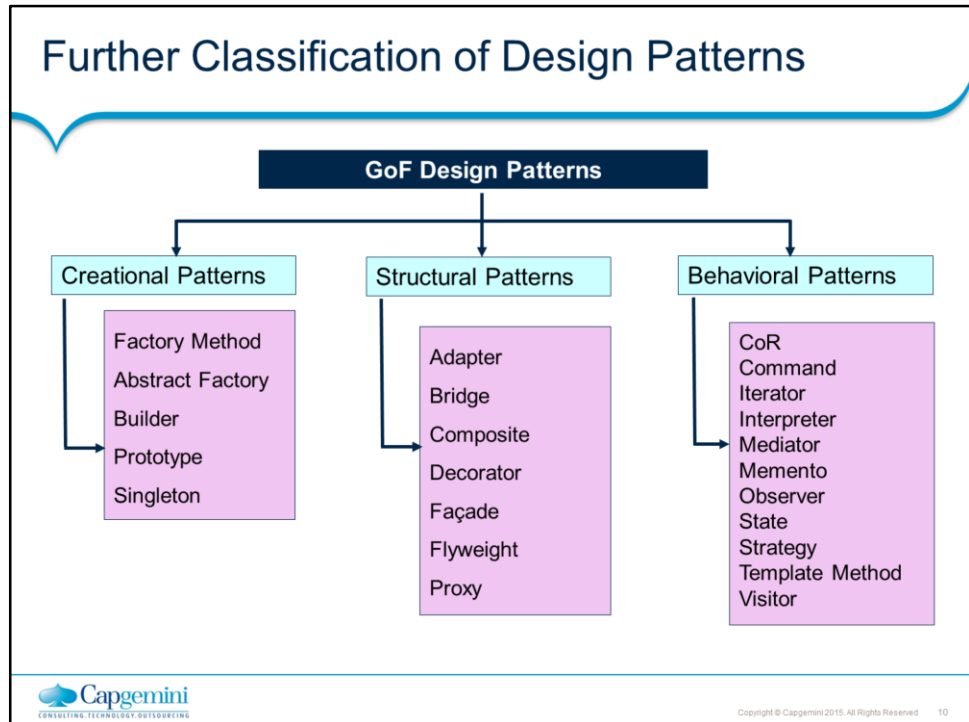 Further Classification of Design Patterns
GoF Design Patterns
Creational Patterns
Factory Method
Abstract Factory
Builder
Prototype
Singleton
Structural Patterns
Adapter
Bridge
Composite
Decorator
Façade
Flyweight
Proxy
Behavioral Patterns
CoR
Command
Iterator
Interpreter
Mediator
Memento
Observer
State
Strategy
Template Method
Visitor
Capgemini
CONSULTING.TECHNOLOGY.OUTSOURCING
Copyright © Capgemini 2015. All Rights Reserved 10